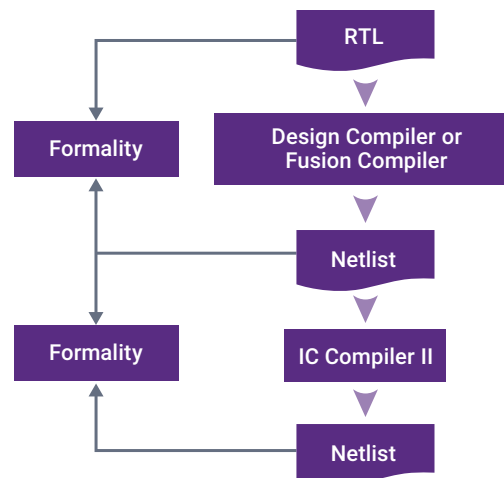 RTL
Formality
Design Compiler or
Fusion Compiler
Netlist
Formality
IC Compiler II
Netlist